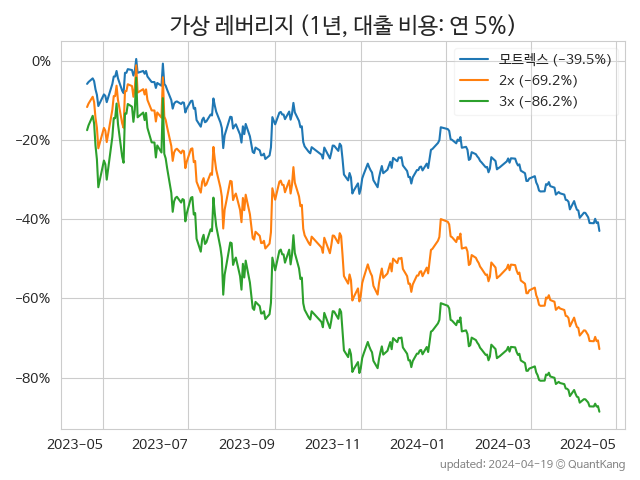 가상 레버리지 (1년, 대출 비용: 연 5%)
모트렉스 (−39.5%)
2x (−69.2%)
3x (−86.2%)
0%
−20%
−40%
−60%
−80%
2023−05 2023−07 2023−09 2023−11 2024−01 2024−03 2024−05
updated: 2024−04−19 © QuantKang